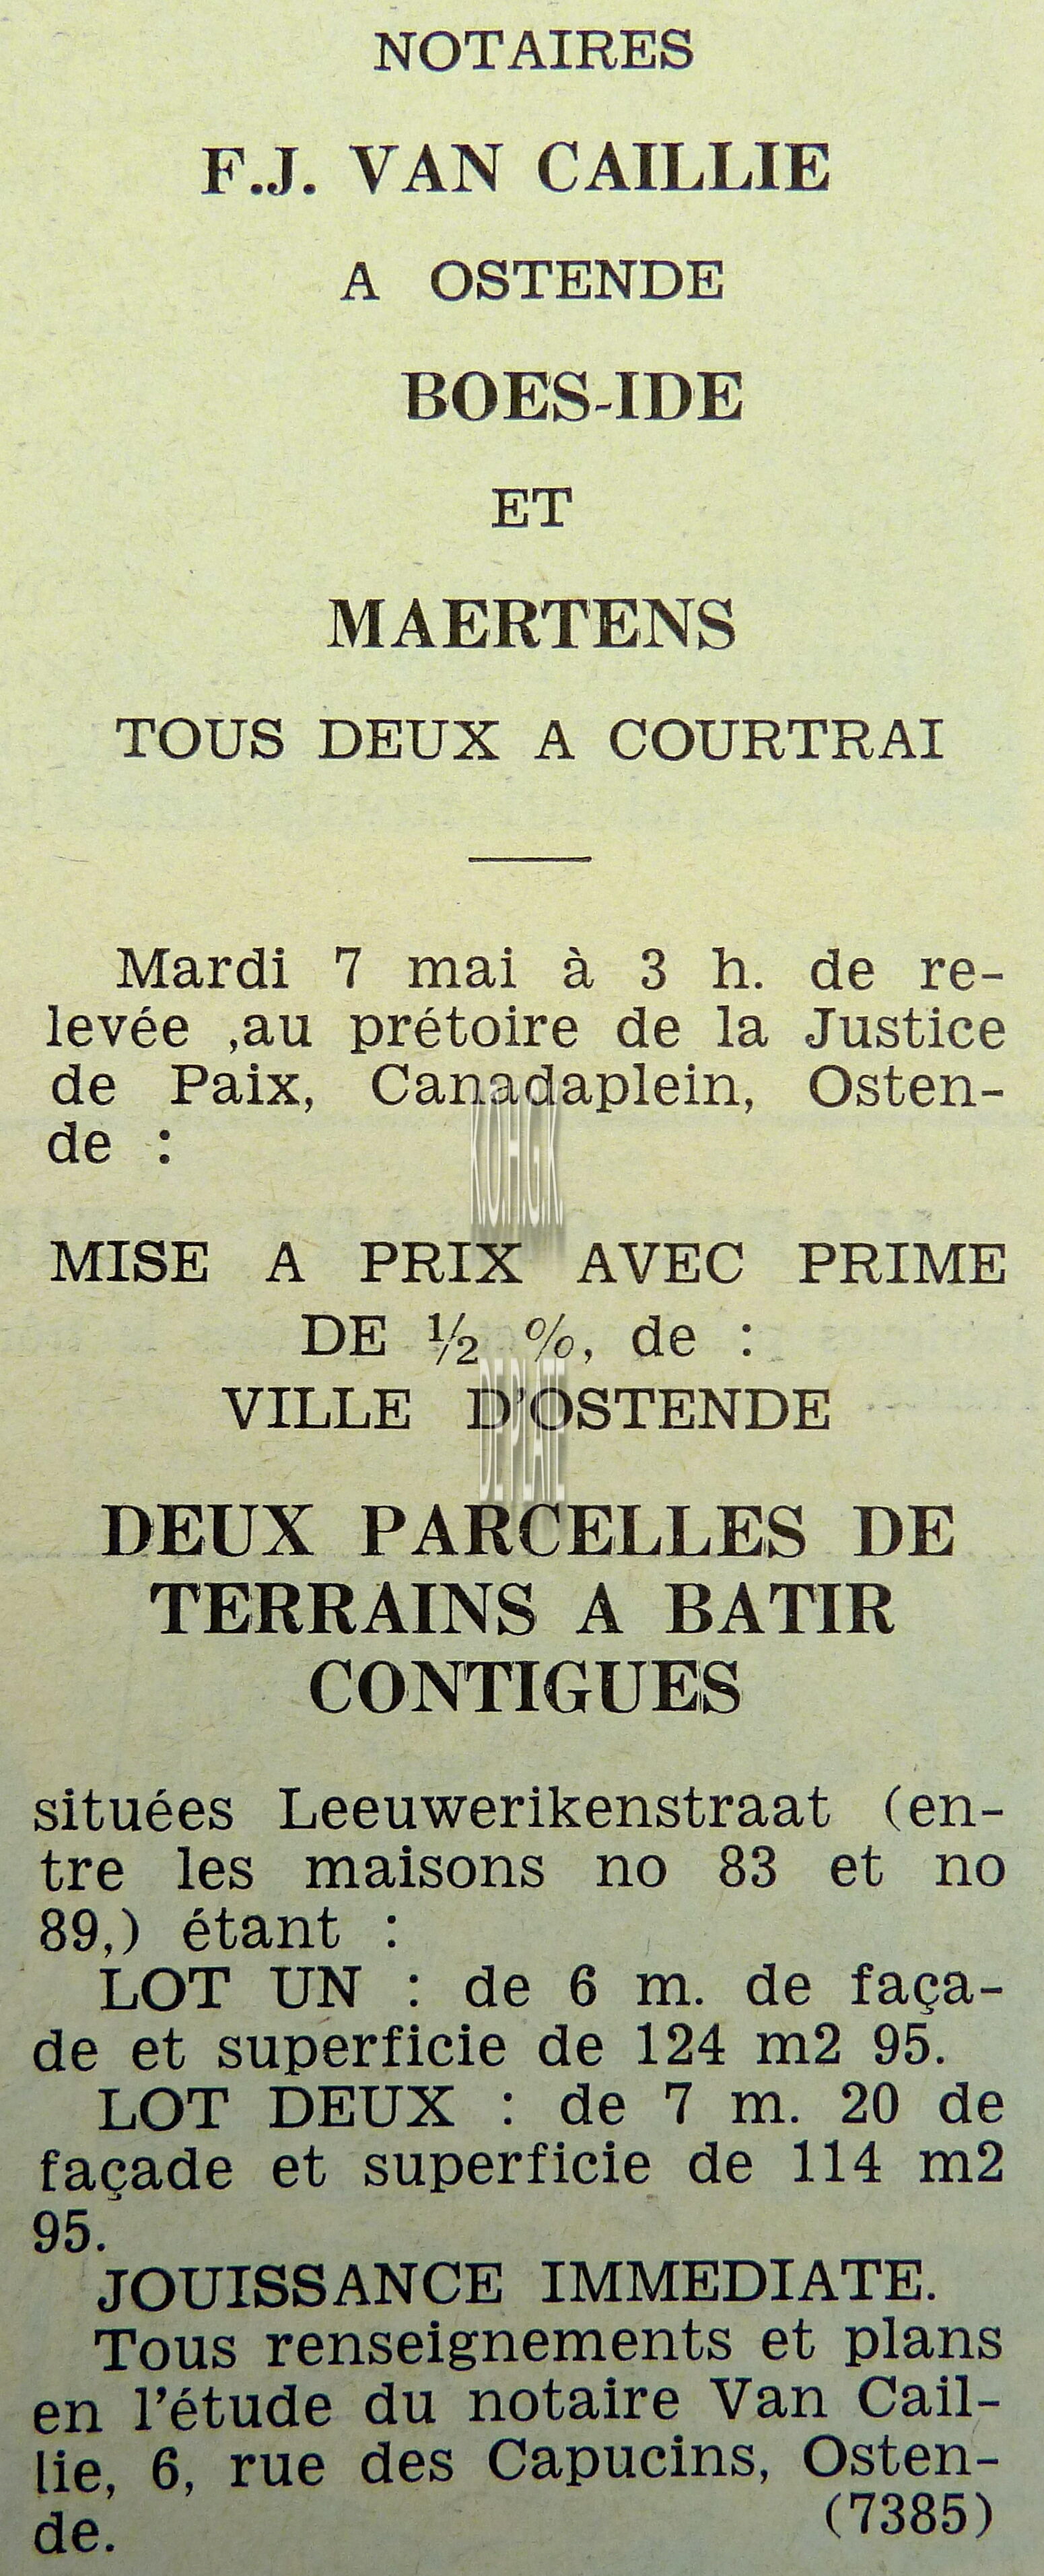 NOTAIRES
F.J. VAN CAILLIE
A OSTENDE
BOES-IDE
ET
MAERTENS
TOUS DEUX A COURTRAI
Mardi 7 mai à 3 h. de re-
levée ,au prétoire de la Justice
de Paix, Canadaplein, Osten-
de :
K.O.H.G.K.
MISE A PRIX AVEC PRIME
DE ½ %, de :
VILLE D'OSTENDE
DE PLATE
DEUX PARCELLES DE
TERRAINS A BATIR
CONTIGUES
situées Leeuwerikenstraat (en-
tre les maisons no 83 et no
89,) étant :
LOT UN : de 6 m. de faça-
de et superficie de 124 m2 95.
LOT DEUX : de 7 m. 20 de
façade et superficie de 114 m2
95.
JOUISSANCE IMMEDIATE.
Tous renseignements et plans
en l'étude du notaire Van Cail-
lie, 6, rue des Capucins, Osten-
de. (7385)